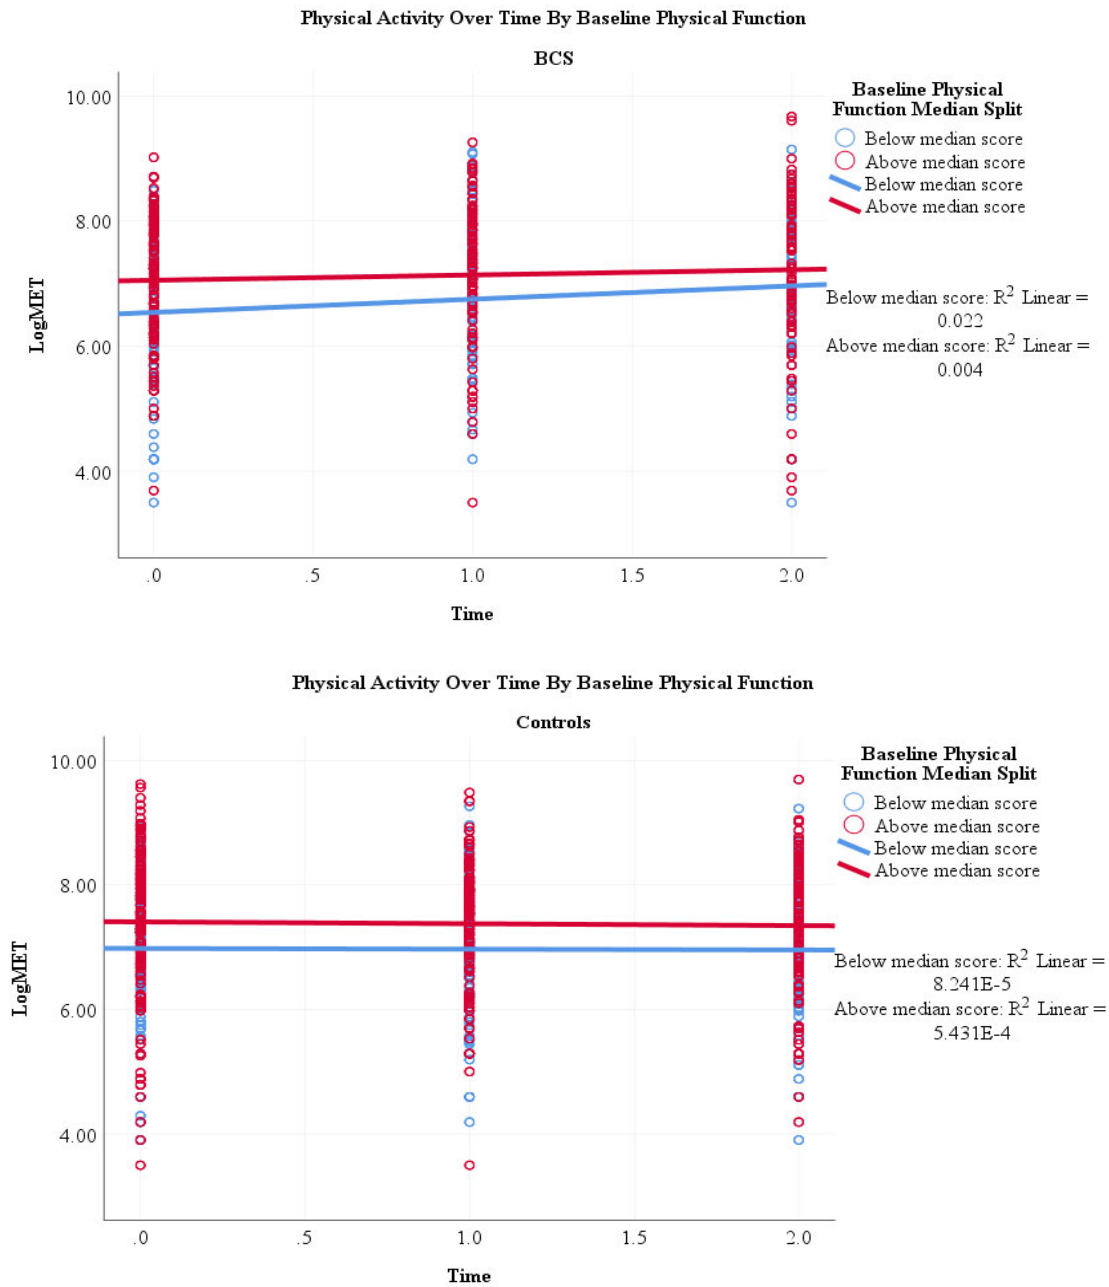 Physical Activity Over Time By Baseline Physical Function
BCS
10.00
8.00
6.00
4.00
LogMET
.0
.5
1.0
1.5
2.0
Time
Baseline Physical
Function Median Split
Below median score
Above median score
Below median score
Above median score
Below median score: R² Linear =
0.022
Above median score: R² Linear =
0.004
Physical Activity Over Time By Baseline Physical Function
Controls
10.00
8.00
6.00
4.00
LogMET
.0
.5
1.0
1.5
2.0
Time
Baseline Physical
Function Median Split
Below median score
Above median score
Below median score
Above median score
Below median score: R² Linear =
8.241E-5
Above median score: R² Linear =
5.431E-4